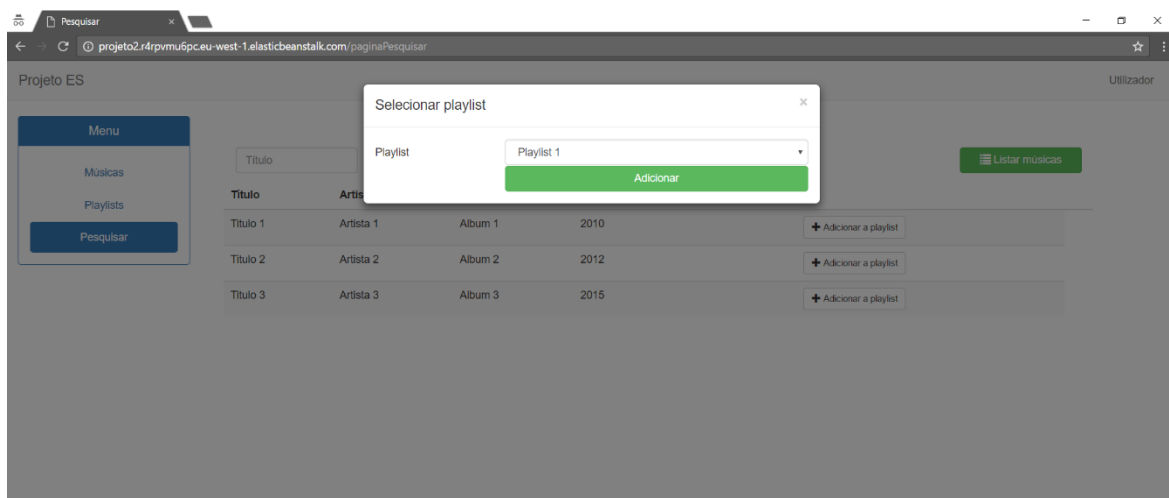 Pesquisar
projeto2.r4rpvmu6pc.eu-west-1.elasticbeanstalk.com/paginaPesquisar
Projeto ES Utilizador
Selecionar playlist ×
Menu
Playlist Playlist 1
Titulo Listar músicas
Músicas Adicionar
Titulo Artis
Playlists
Titulo 1 Artista 1 Album 1 2010 Adicionar a playlist
Pesquisar
Titulo 2 Artista 2 Album 2 2012 Adicionar a playlist
Titulo 3 Artista 3 Album 3 2015 Adicionar a playlist